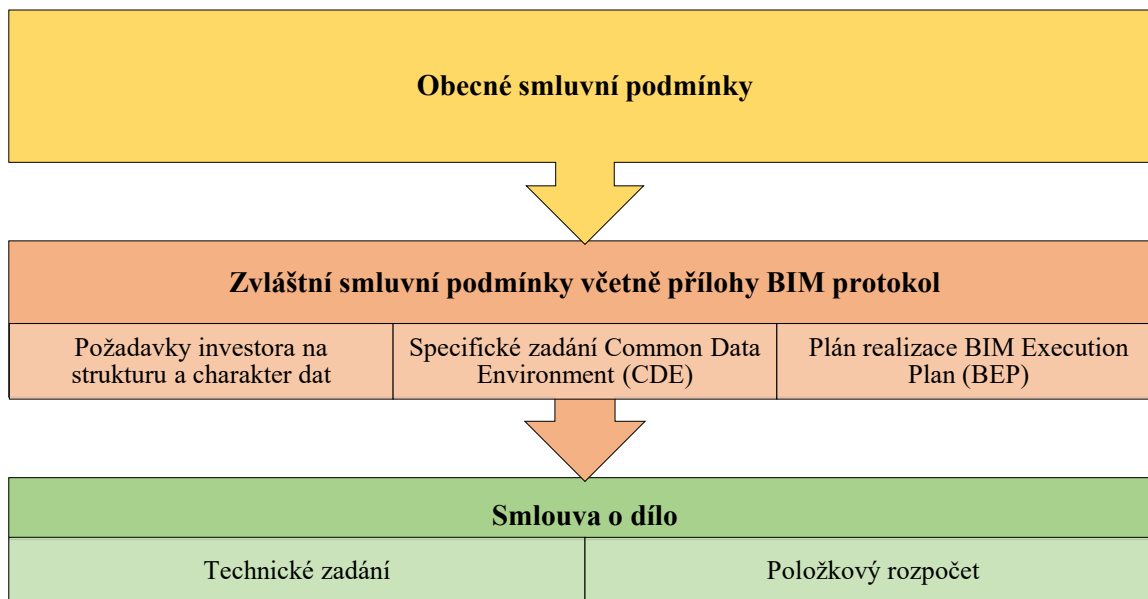 Obecné smluvní podmínky
Zvláštní smluvní podmínky včetně přílohy BIM protokol
Požadavky investora na
strukturu a charakter dat
Specifické zadání Common Data
Environment (CDE)
Plán realizace BIM Execution
Plan (BEP)
Smlouva o dílo
Technické zadání
Položkový rozpočet